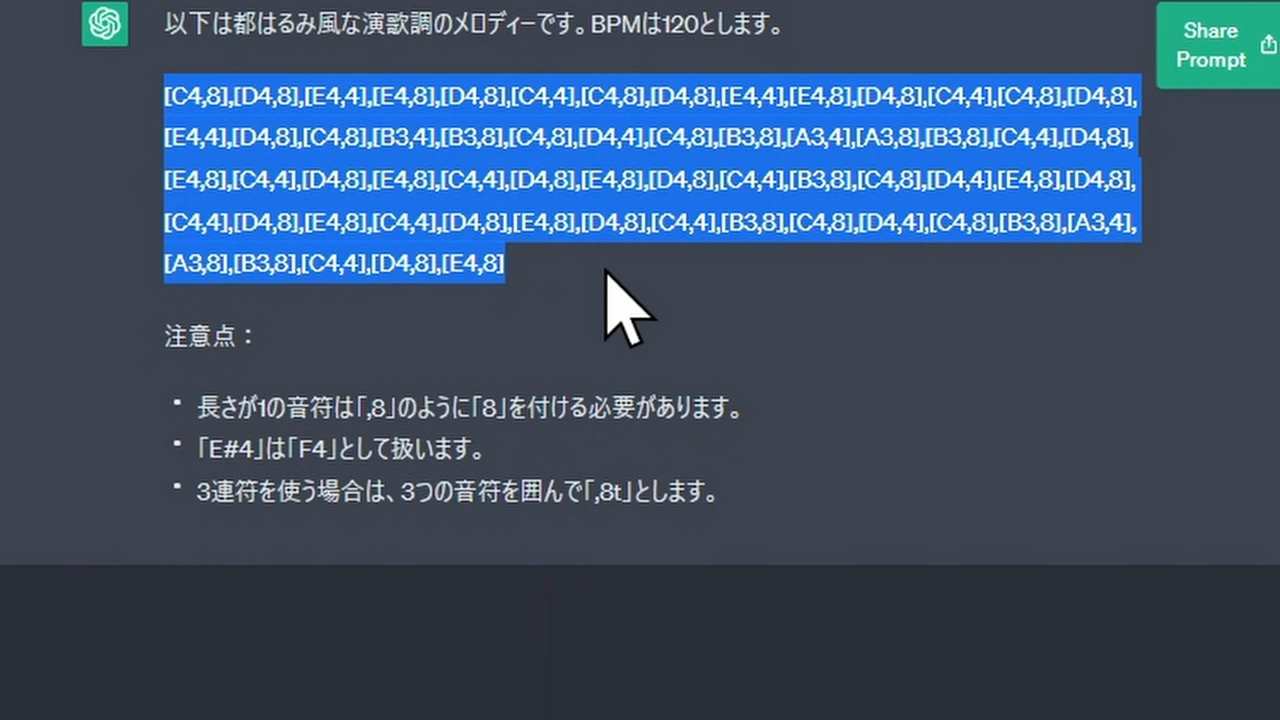 以下は都はるみ風な演歌調のメロディーです。BPMは120とします。
Share
Prompt
[C4,8],[D4,8],[E4,4],[E4,8],[D4,8],[C4,4],[C4,8],[D4,8],[E4,4],[E4,8],[D4,8],[C4,4],[C4,8],[D4,8],
[E4,4],[D4,8],[C4,8],[B3,4],[B3,8],[C4,8],[D4,4],[C4,8],[B3,8],[A3,4],[A3,8],[B3,8],[C4,4],[D4,8],
[E4,8],[C4,4],[D4,8],[E4,8],[C4,4],[D4,8],[E4,8],[D4,8],[C4,4],[B3,8],[C4,8],[D4,4],[E4,8],[D4,8],
[C4,4],[D4,8],[E4,8],[C4,4],[D4,8],[E4,8],[D4,8],[C4,4],[B3,8],[C4,8],[D4,4],[C4,8],[B3,8],[A3,4],
[A3,8],[B3,8],[C4,4],[D4,8],[E4,8]
注意点：
• 長さが1の音符は「,8」のように「8」を付ける必要があります。
• 「E#4」は「F4」として扱います。
• 3連符を使う場合は、3つの音符を囲んで「,8t」とします。